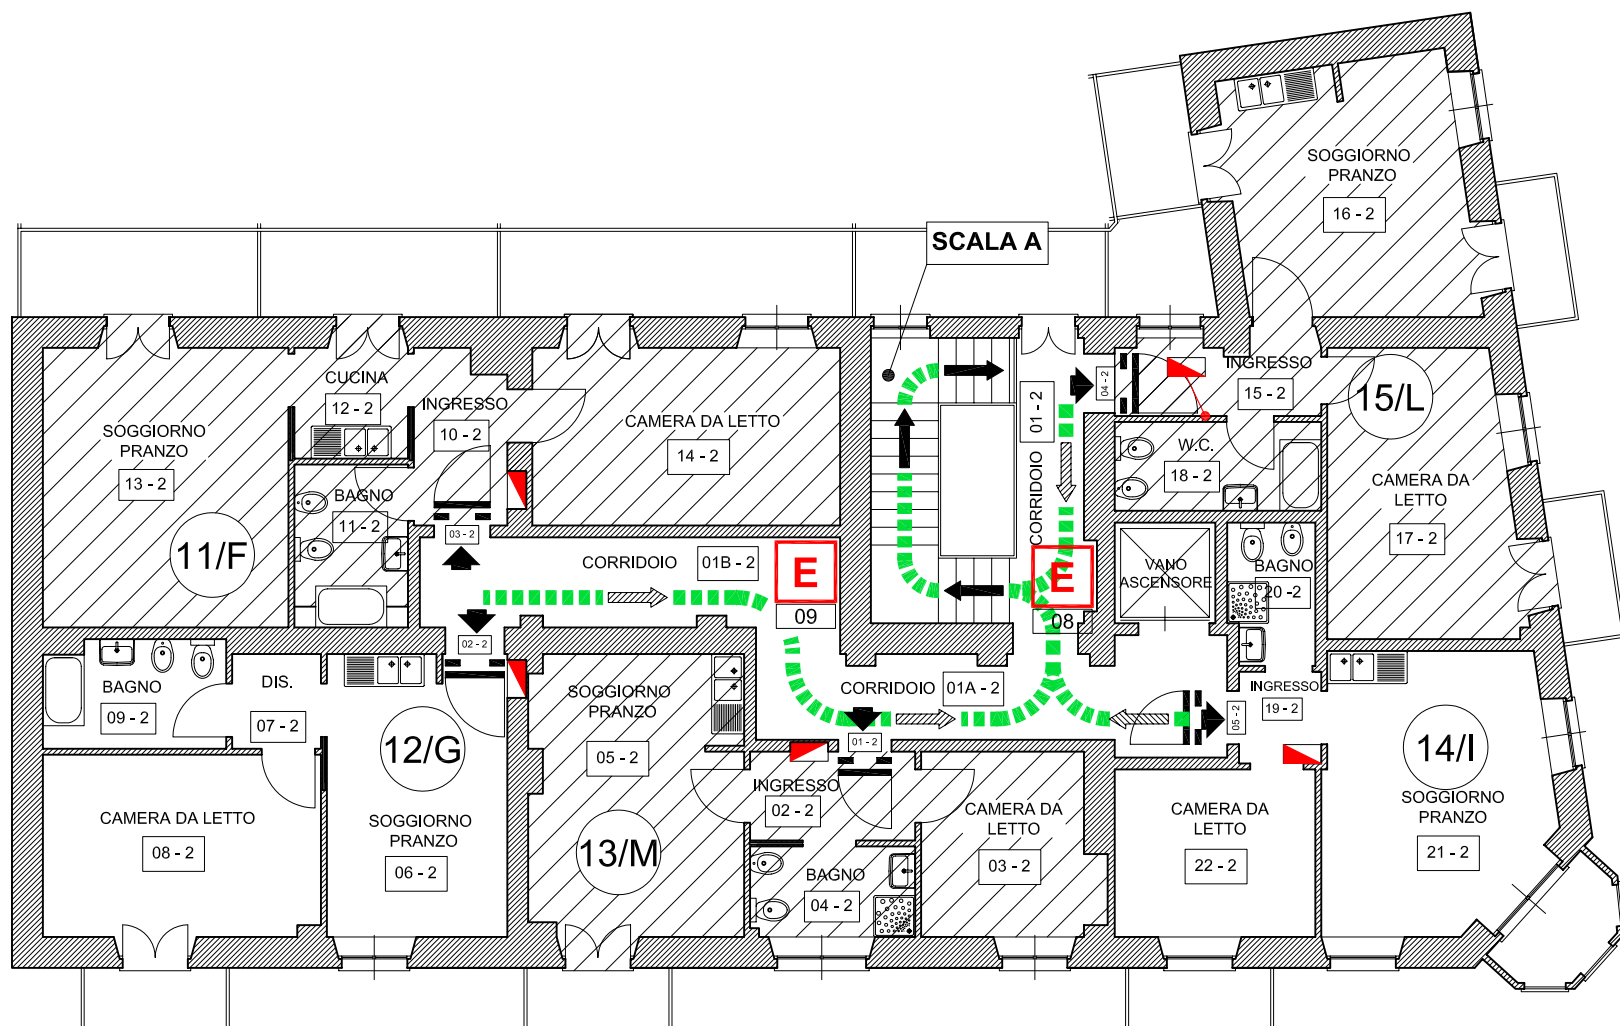 SOGGIORNO
PRANZO
16 - 2
SCALA A
CUCINA
12 - 2
INGRESSO
10 - 2
SOGGIORNO
PRANZO
13 - 2
CAMERA DA LETTO
14 - 2
01 - 2
CORRIDOIO
04 - 2
INGRESSO
15 - 2
15/L
W.C.
18 - 2
CAMERA DA
LETTO
17 - 2
BAGNO
11 - 2
11/F
03 - 2
CORRIDOIO
01B - 2
E
09
E
08
VANO
ASCENSORE
BAGNO
20 -2
02 - 2
BAGNO
09 - 2
DIS.
07 - 2
12/G
SOGGIORNO
PRANZO
05 - 2
CORRIDOIO
01A - 2
01 - 2
05 - 2
INGRESSO
19 - 2
14/I
SOGGIORNO
PRANZO
21 - 2
CAMERA DA LETTO
08 - 2
SOGGIORNO
PRANZO
06 - 2
13/M
INGRESSO
02 - 2
BAGNO
04 - 2
CAMERA DA
LETTO
03 - 2
CAMERA DA
LETTO
22 - 2